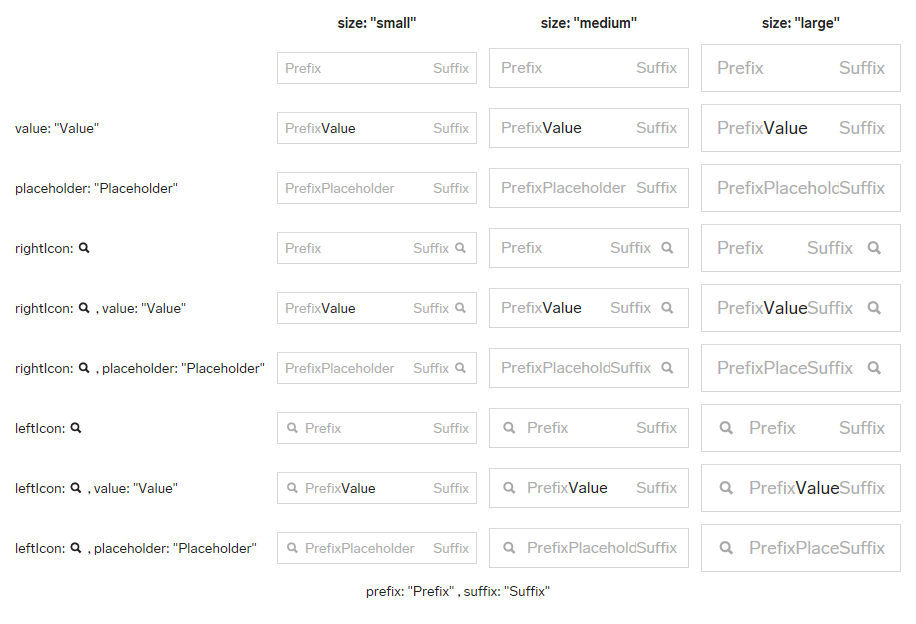 size: "small" size: "medium" size: "large"
Prefix Suffix Prefix Suffix Prefix Suffix
value: "Value" PrefixValue Suffix PrefixValue Suffix PrefixValue Suffix
placeholder: "Placeholder" PrefixPlaceholder Suffix PrefixPlaceholder Suffix PrefixPlaceholcSuffix
rightIcon: Prefix Suffix Prefix Suffix Prefix Suffix
rightIcon: , value: "Value" PrefixValue Suffix PrefixValue Suffix PrefixValueSuffix
rightIcon: , placeholder: "Placeholder" PrefixPlaceholder Suffix PrefixPlaceholdSuffix PrefixPlaceSuffix
leftIcon: Prefix Suffix Prefix Suffix Prefix Suffix
leftIcon: , value: "Value" PrefixValue Suffix PrefixValue Suffix PrefixValueSuffix
leftIcon: , placeholder: "Placeholder" PrefixPlaceholder Suffix PrefixPlaceholdSuffix PrefixPlaceSuffix
prefix: "Prefix" , suffix: "Suffix"